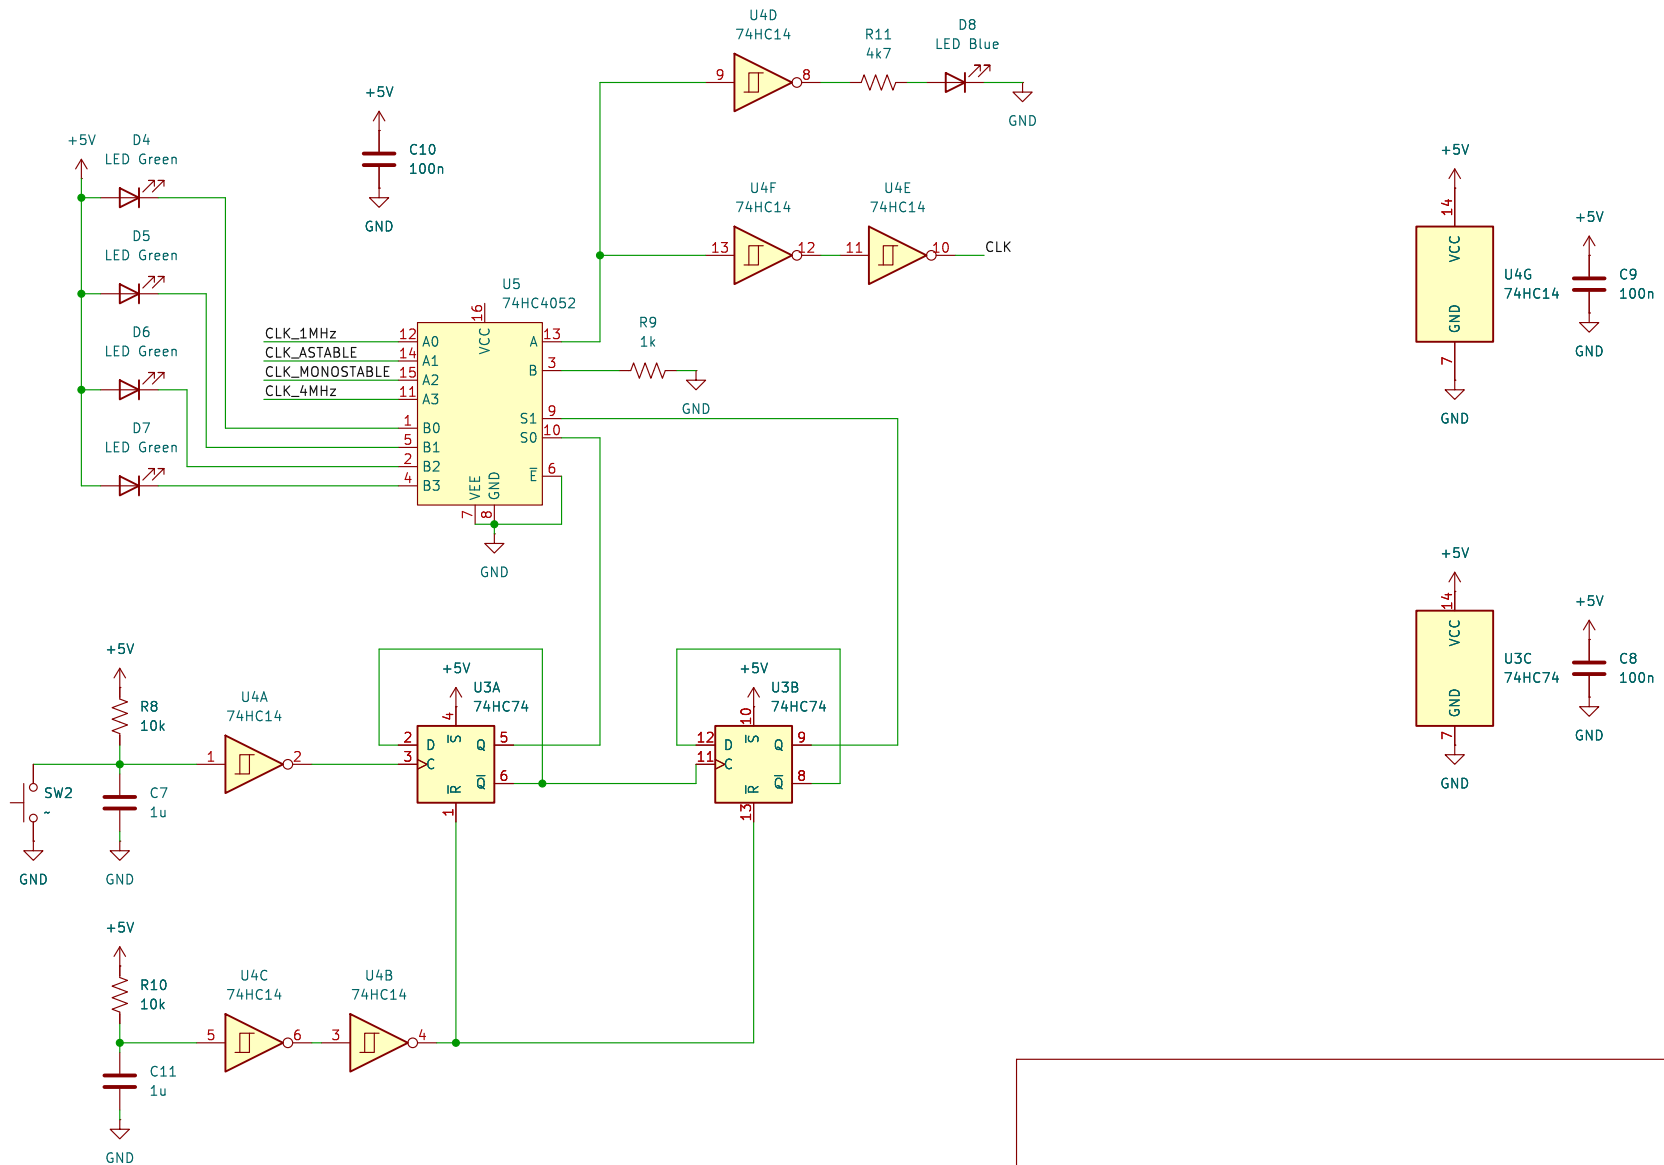 U4D
74HC14
9
8
R11
4k7
D8
LED Blue
GND
+5V
C10
100n
GND
+5V
D4
LED Green
D5
LED Green
D6
LED Green
D7
LED Green
U4F
74HC14
13
12
U4E
74HC14
11
10
CLK
U5
74HC4052
16
VCC
CLK_1MHz
12
A0
CLK_ASTABLE
14
A1
CLK_MONOSTABLE
15
A2
CLK_4MHz
11
A3
1
B0
5
B1
2
B2
4
B3
A
13
B
3
S1
9
S0
10
E
6
VEE
GND
7
8
GND
R9
1k
GND
+5V
14
VCC
GND
7
U4G
74HC14
GND
+5V
C9
100n
GND
+5V
14
VCC
GND
7
U3C
74HC74
GND
+5V
C8
100n
GND
+5V
R8
10k
U4A
74HC14
1
2
SW2
~
GND
C7
1u
GND
+5V
U3A
74HC74
4
S
2
D
3
C
Q
5
Q
6
R
1
+5V
U3B
74HC74
10
S
12
D
11
C
Q
9
Q
8
R
13
+5V
R10
10k
U4C
74HC14
5
6
U4B
74HC14
3
4
C11
1u
GND